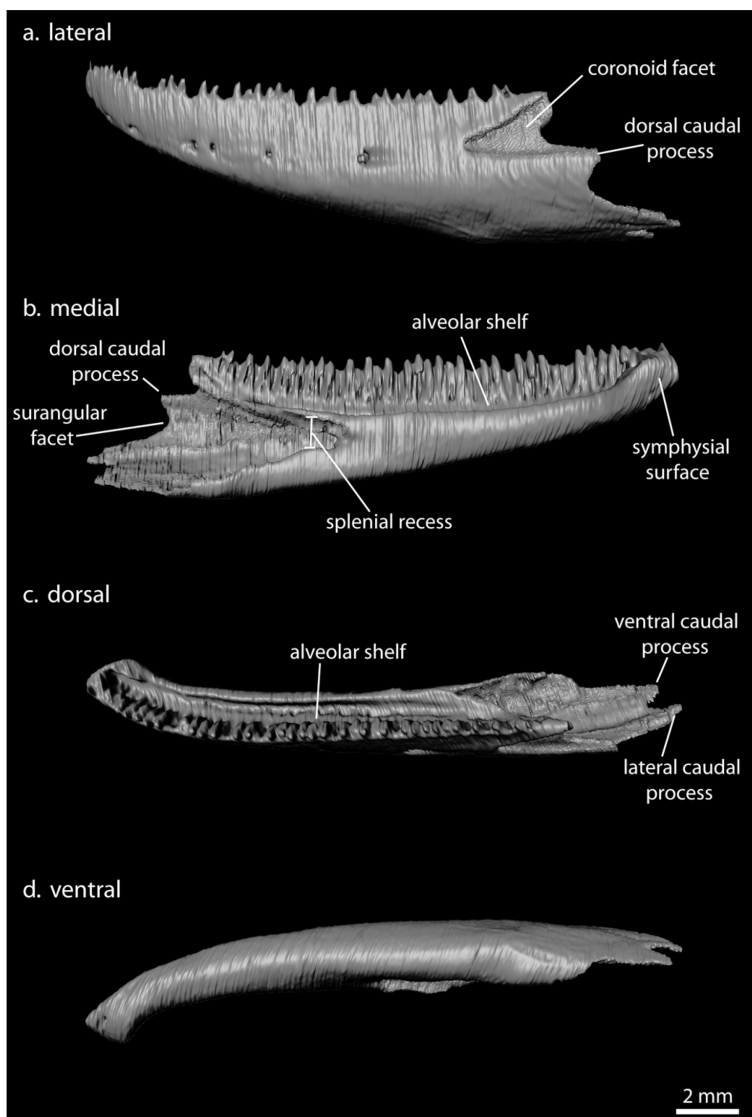 a. lateral
coronoid facet
dorsal caudal
process
b. medial
alveolar shelf
dorsal caudal
process
surangular
facet
symphysial
surface
splenial recess
c. dorsal
ventral caudal
process
alveolar shelf
lateral caudal
process
d. ventral
2 mm